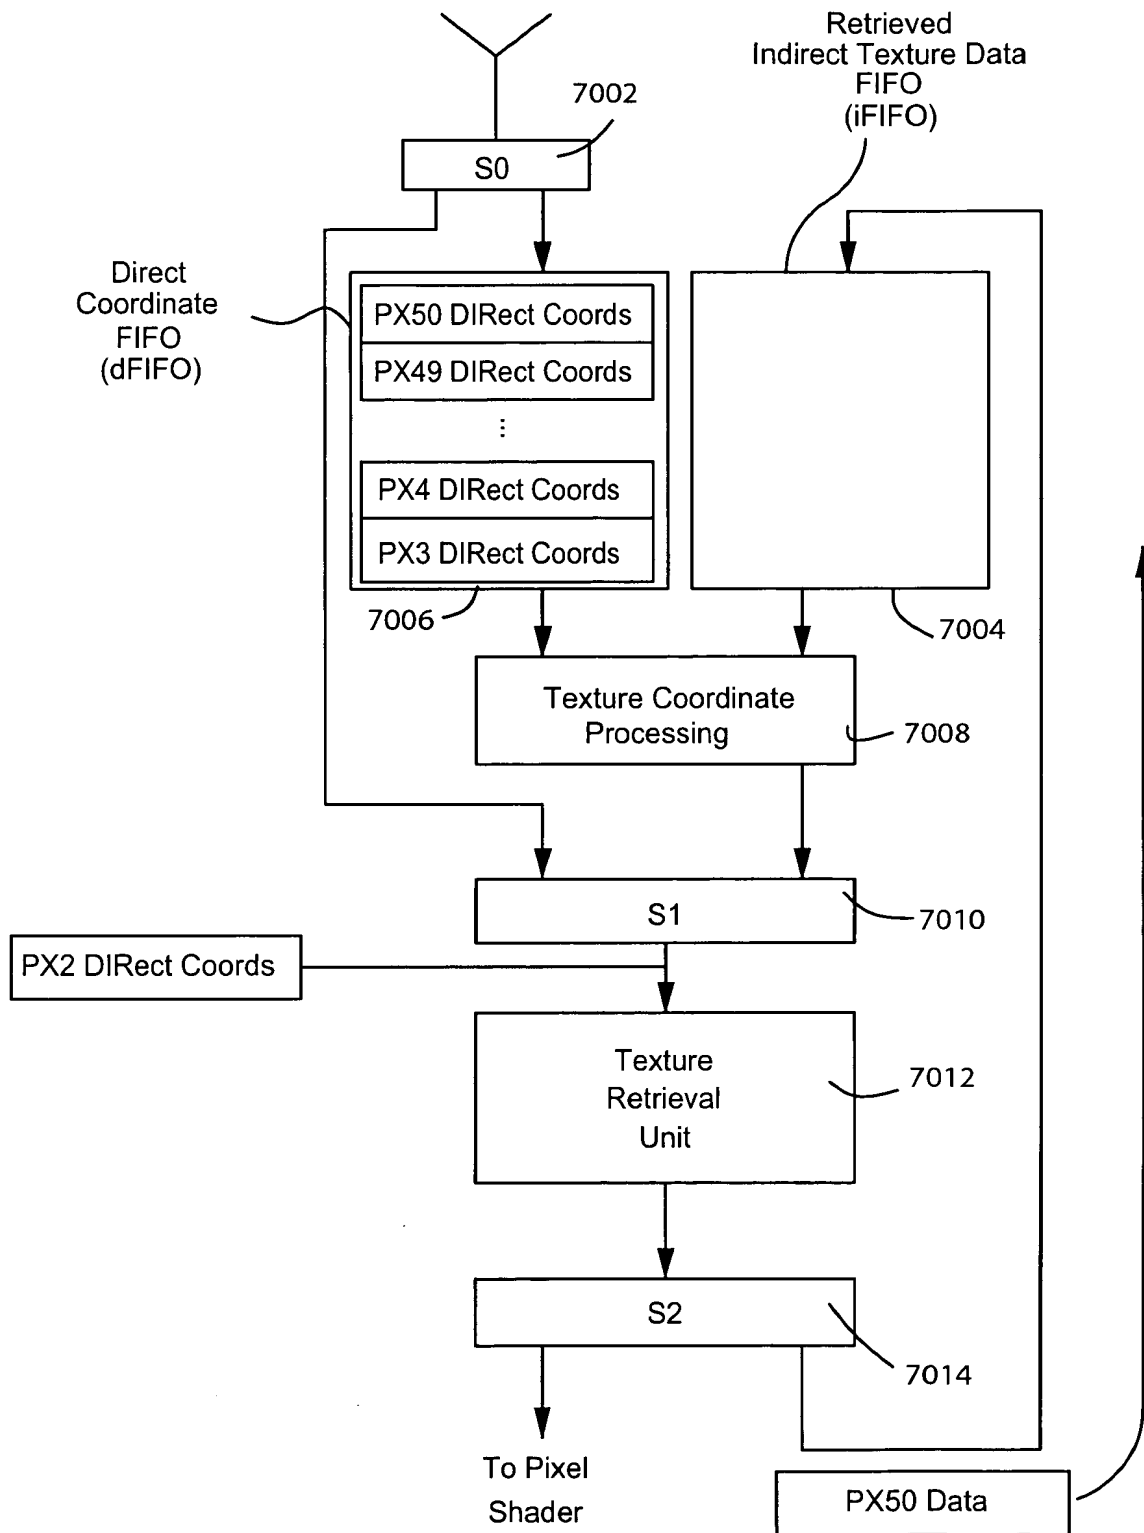 Retrieved
Indirect Texture Data
FIFO
(iFIFO)
7002
S0
Direct
Coordinate
FIFO
(dFIFO)
PX50 DIRect Coords
PX49 DIRect Coords
...
PX4 DIRect Coords
PX3 DIRect Coords
7006
7004
Texture Coordinate
Processing
7008
S1
7010
PX2 DIRect Coords
Texture
Retrieval
Unit
7012
S2
7014
To Pixel
Shader
PX50 Data